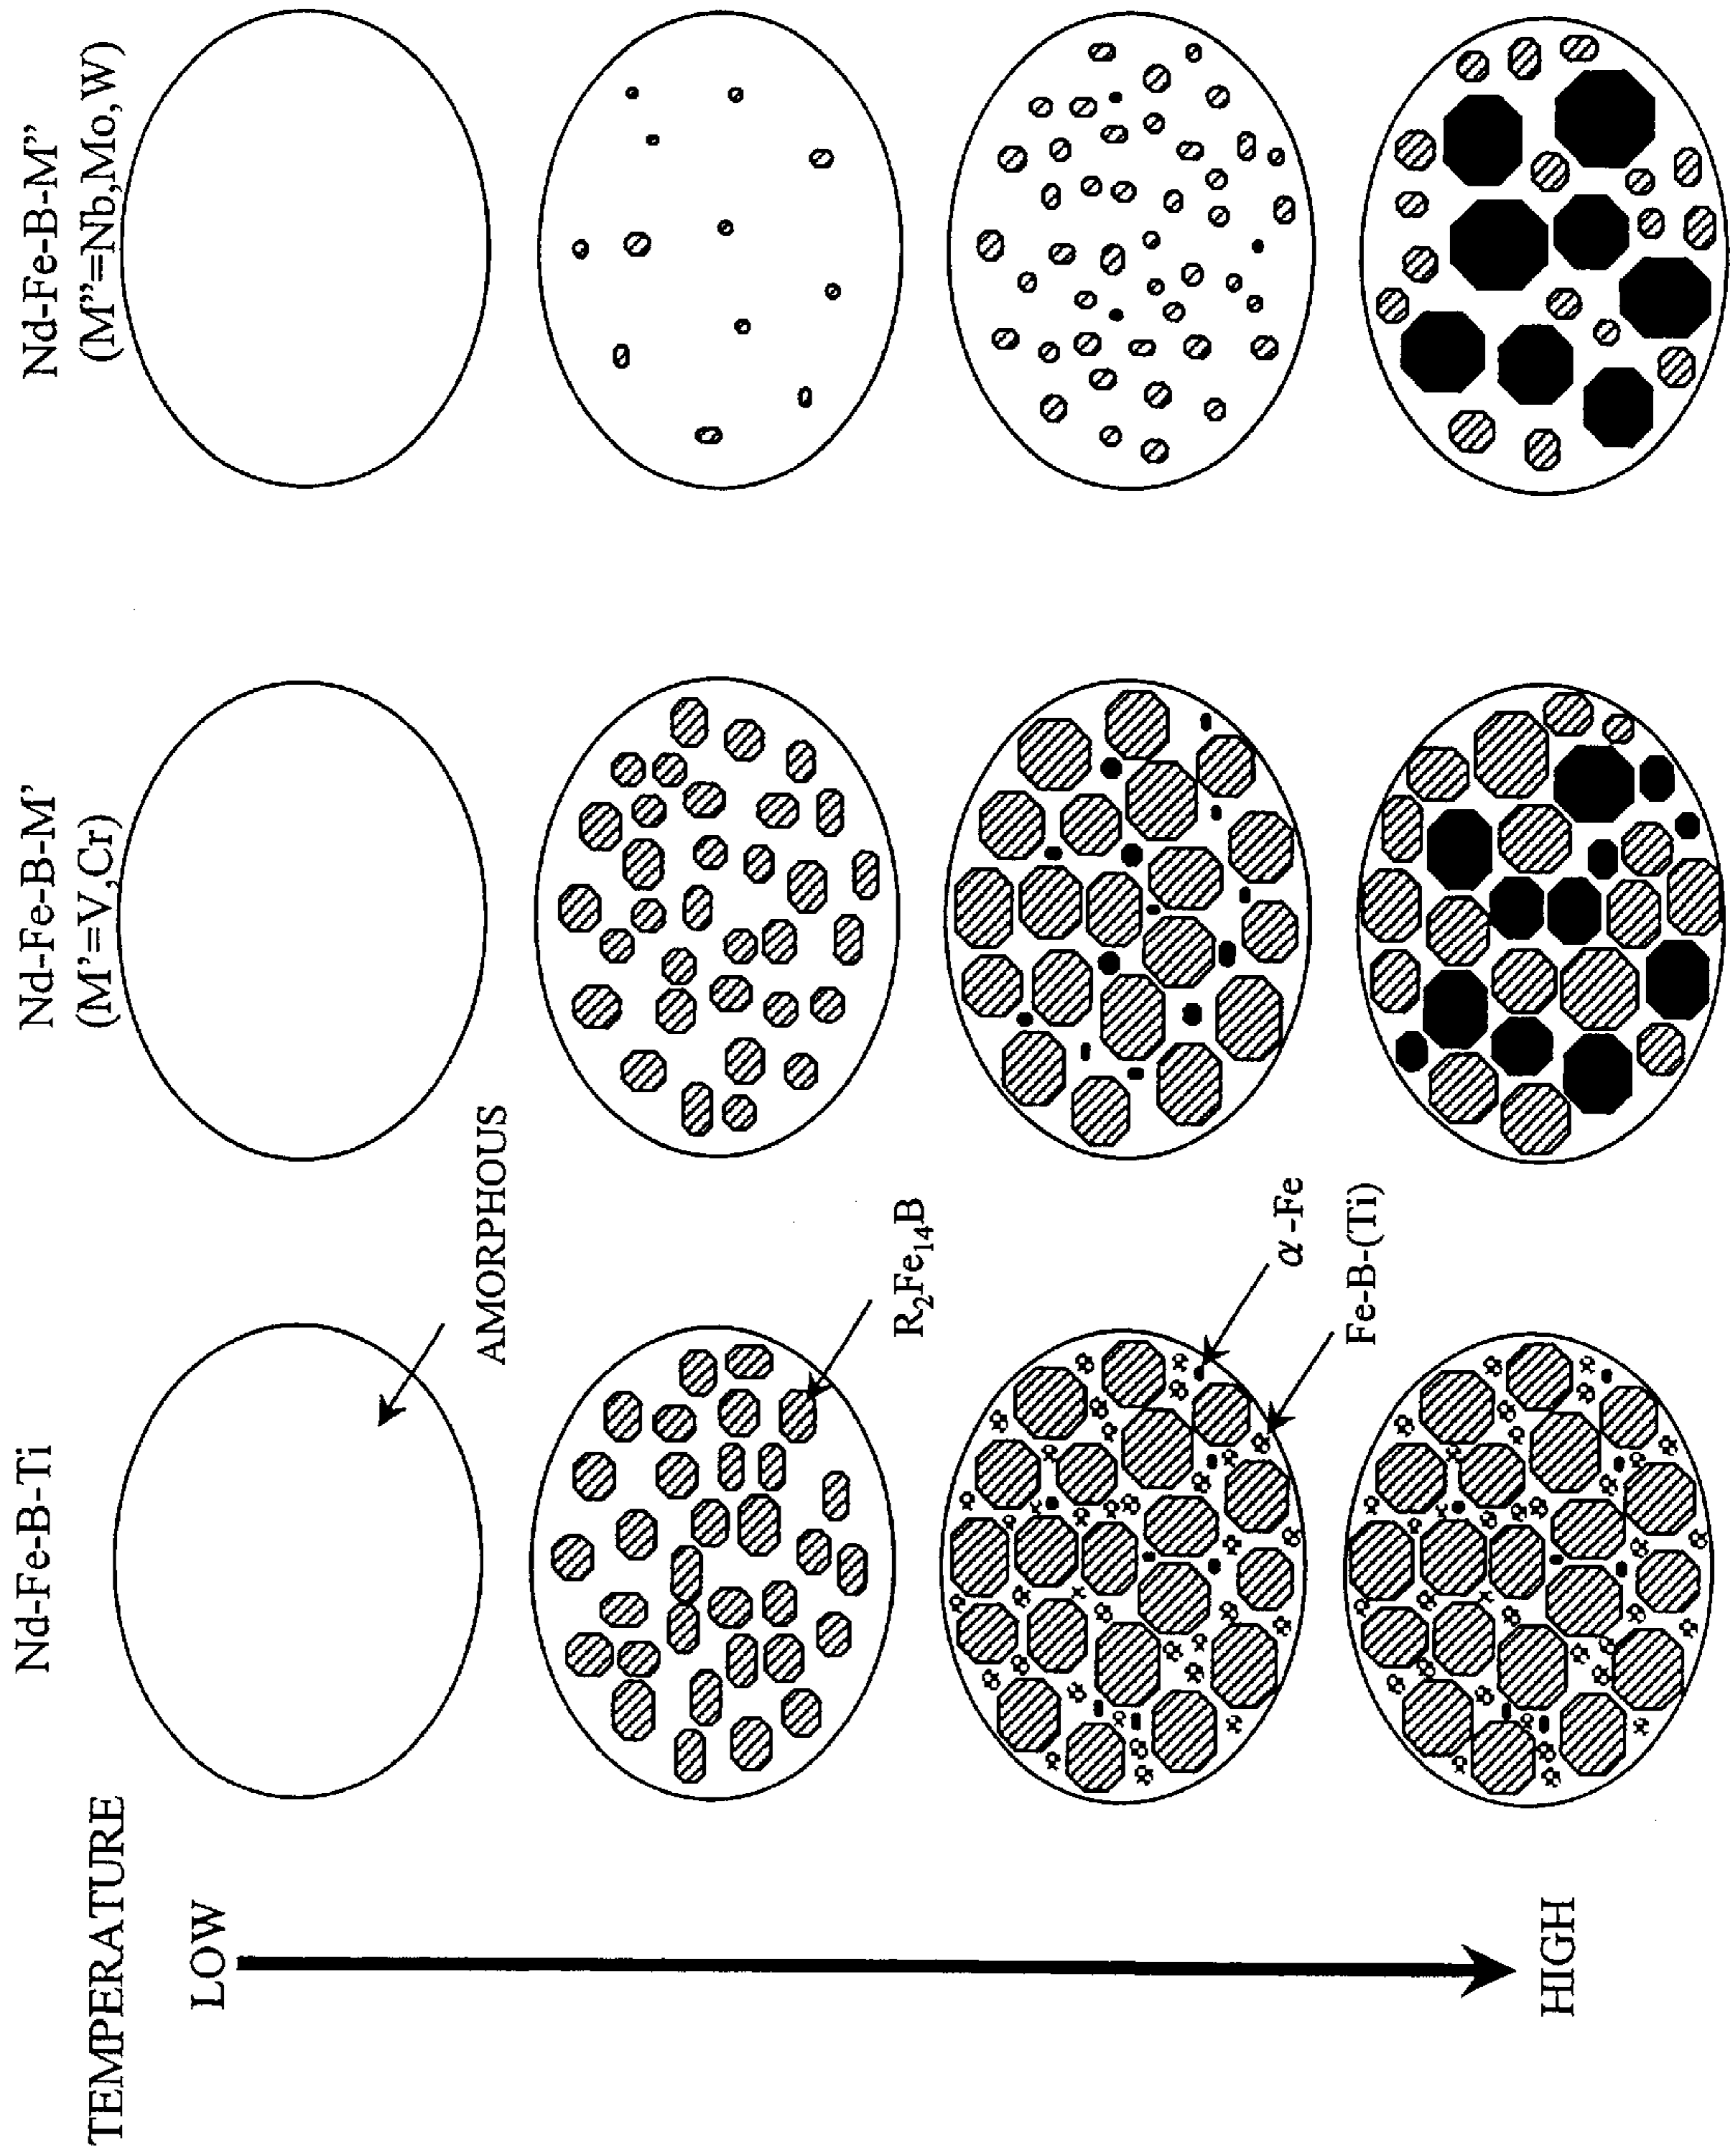 TEMPERATURE
LOW
HIGH
Nd-Fe-B-Ti
AMORPHOUS
R₂Fe₁₄B
α-Fe
Fe-B-(Ti)
Nd-Fe-B-M'
(M'=V,Cr)
Nd-Fe-B-M"
(M"=Nb,Mo,W)